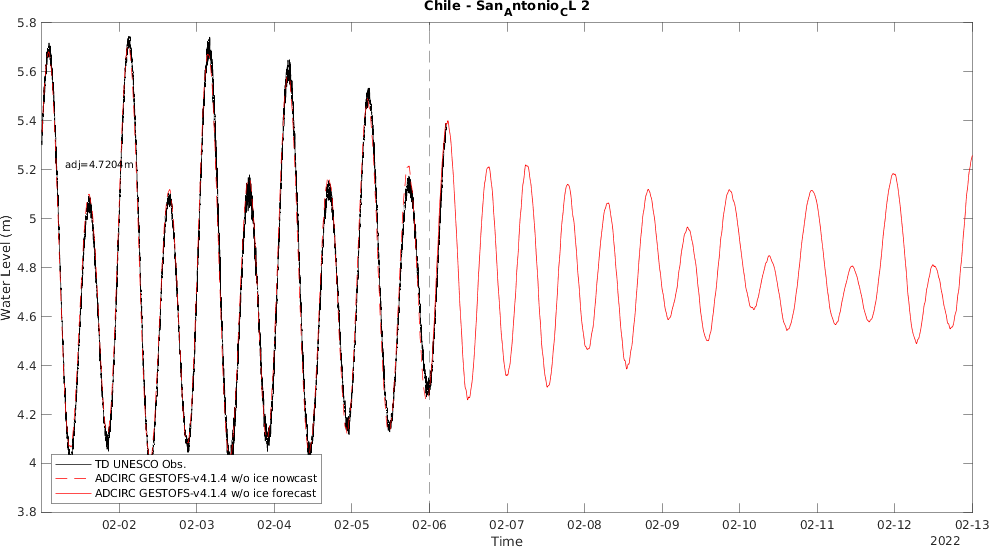 Chile - SanAntonioCL 2
5.8
5.6
5.4
5.2
5
4.8
4.6
4.4
4.2
4
3.8
Water Level (m)
adj=4.7204m
TD UNESCO Obs.
ADCIRC GESTOFS-v4.1.4 w/o ice nowcast
ADCIRC GESTOFS-v4.1.4 w/o ice forecast
02-02 02-03 02-04 02-05 02-06 02-07 02-08 02-09 02-10 02-11 02-12 02-13
Time
2022